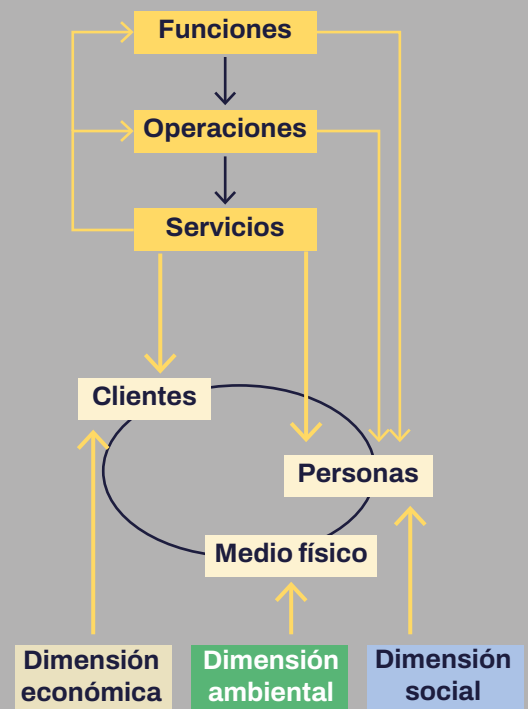 Funciones
Operaciones
Servicios
Clientes
Personas
Medio físico
Dimensión
económica
Dimensión
ambiental
Dimensión
social